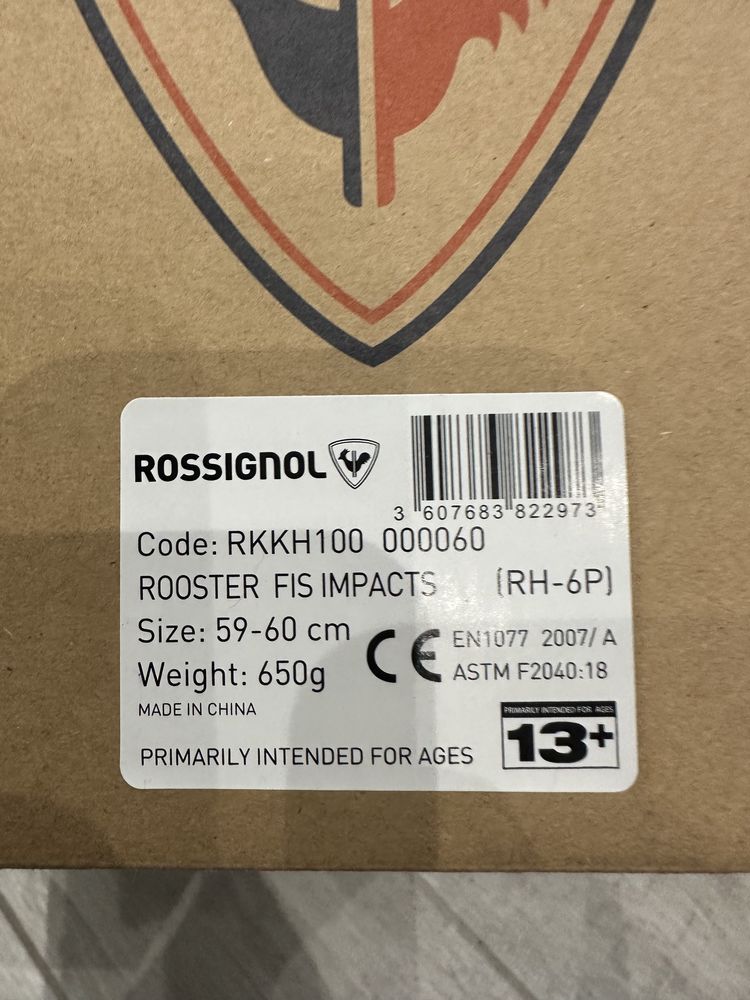 ROSSIGNOL
3 607683 822973
Code: RKKH100 000060
ROOSTER FIS IMPACTS (RH-6P)
Size: 59-60 cm
Weight: 650g
CE
EN1077 2007/A
ASTM F2040:18
MADE IN CHINA
PRIMARILY INTENDED FOR AGES
PRIMARILY INTENDED FOR AGES
13+